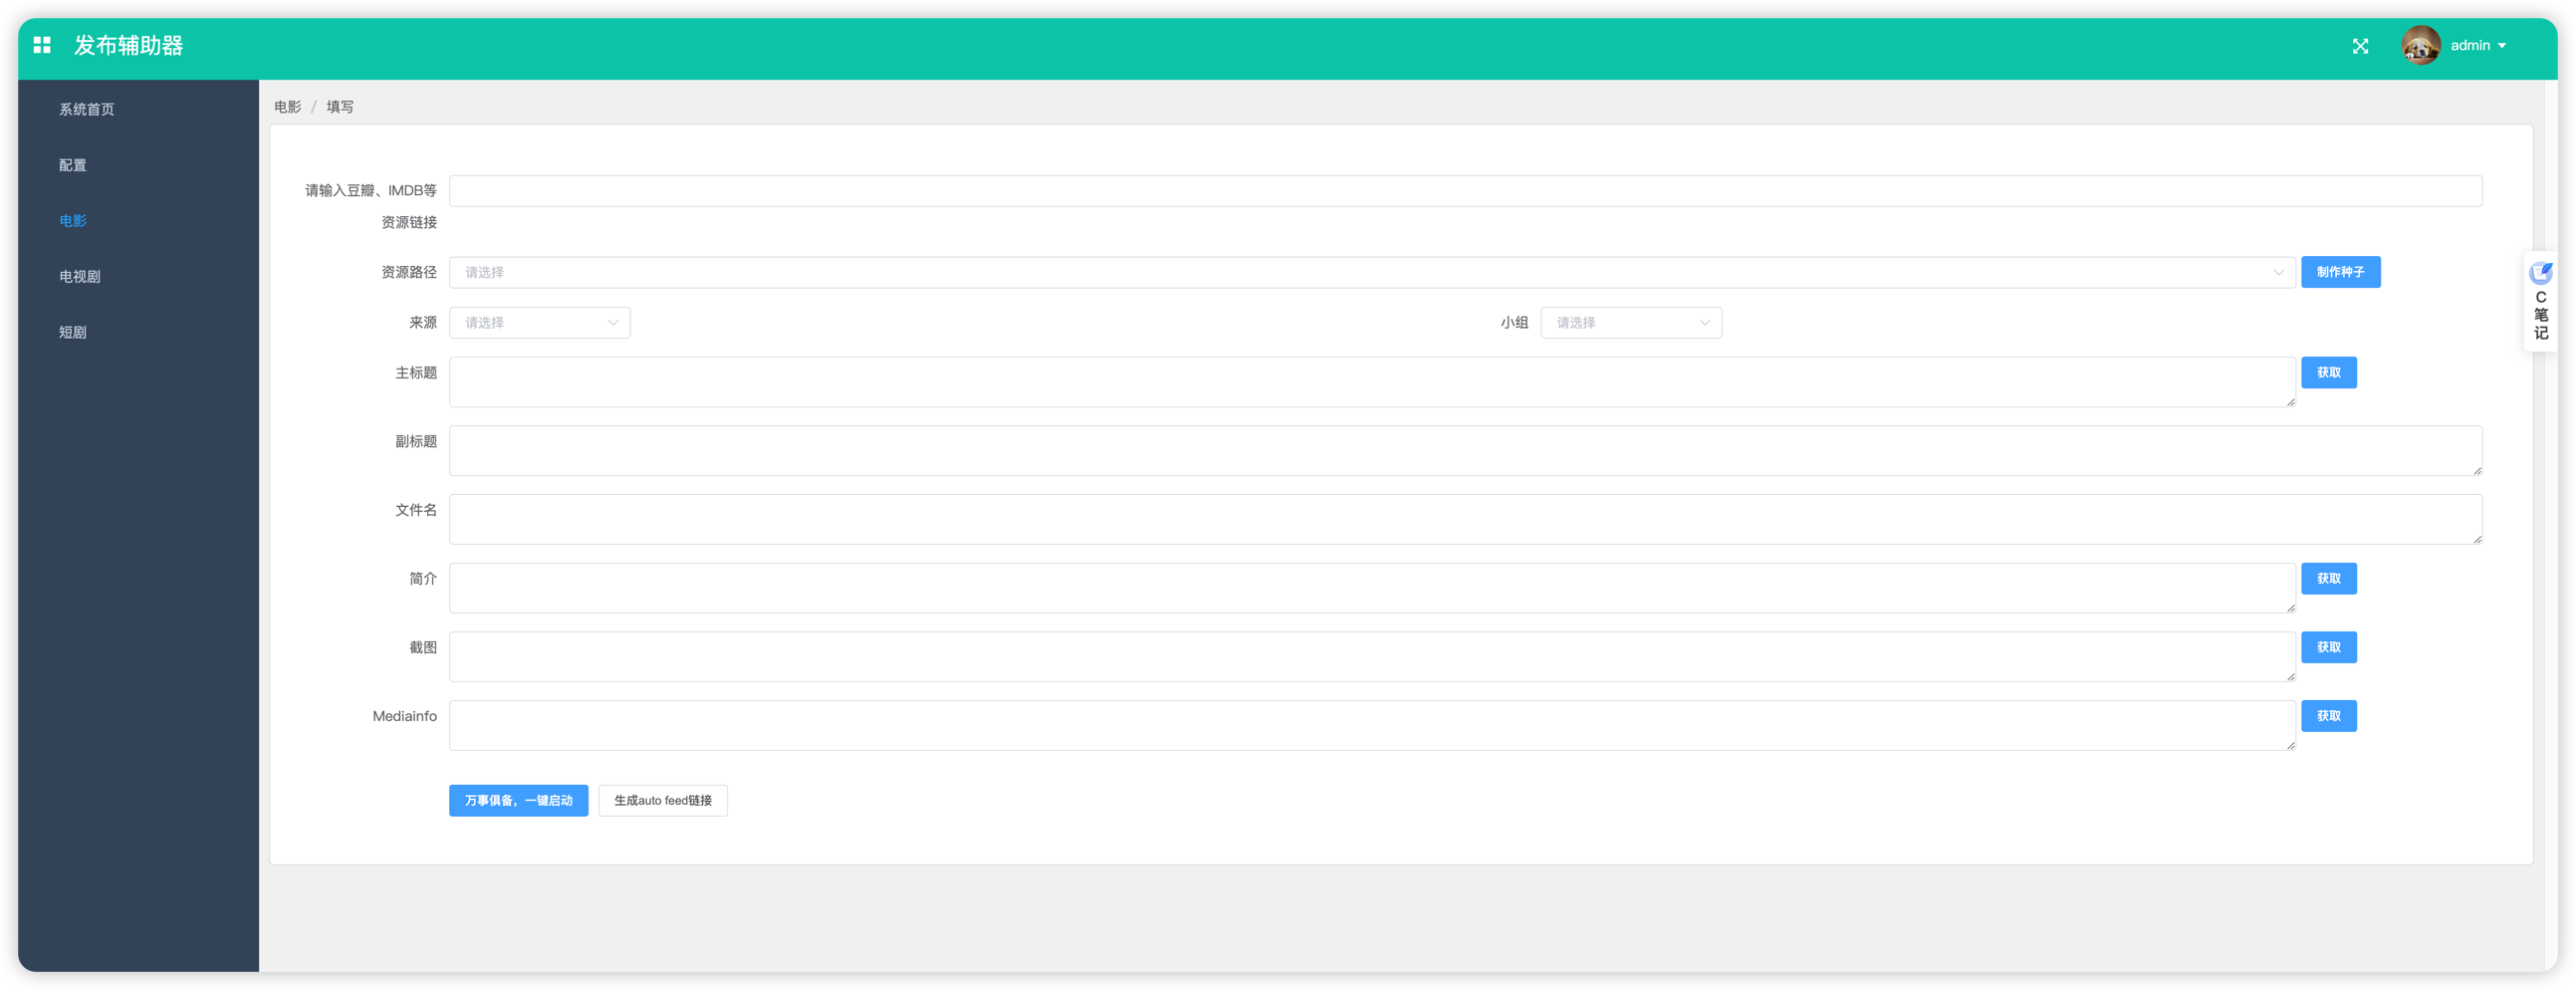 发布辅助器
admin
系统首页
配置
电影
电视剧
短剧
电影 / 填写
请输入豆瓣、IMDB等
资源链接
资源路径 请选择 制作种子
来源 请选择 小组 请选择
主标题 获取
副标题
文件名
简介 获取
截图 获取
Mediainfo 获取
万事俱备，一键启动 生成auto feed链接
C
笔
记